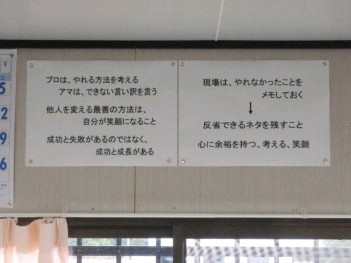 プロは、やれる方法を考える
アマは、できない言い訳を言う
他人を変える最善の方法は、
自分が笑顔になること
成功と失敗があるのではなく、
成功と成長がある
現場は、やれなかったことを
メモしておく
↓
反省できるネタを残すこと
心に余裕を持つ、考える、笑顔
5
2
9
6